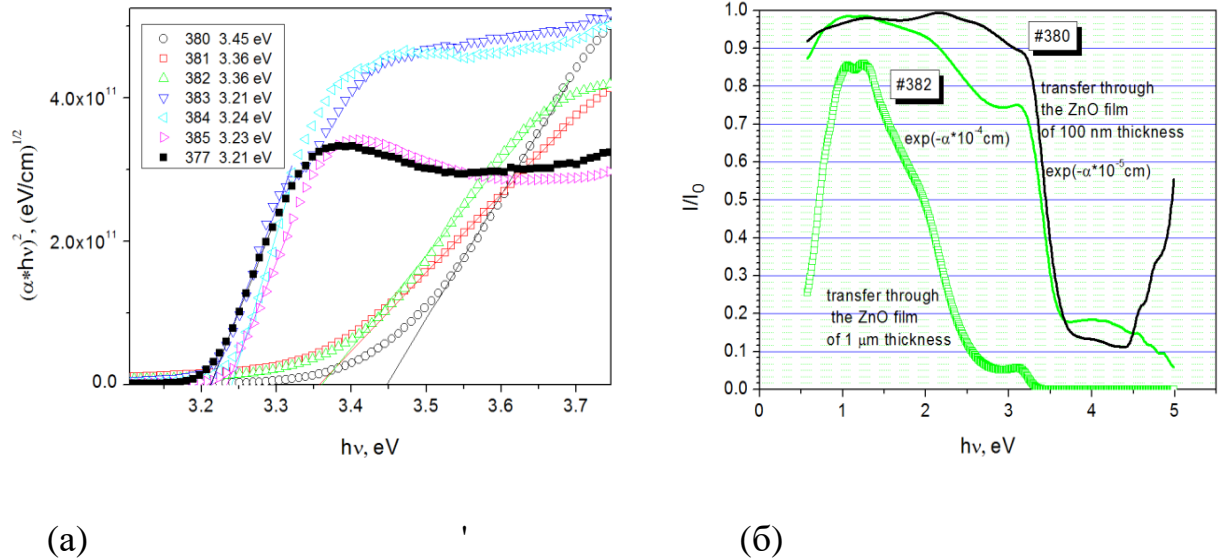 380 3.45 eV
381 3.36 eV
382 3.36 eV
383 3.21 eV
384 3.24 eV
385 3.23 eV
377 3.21 eV
(α*hν)², (eV/cm)^1/2
4.0x10¹¹
2.0x10¹¹
0.0
3.2 3.3 3.4 3.5 3.6 3.7
hν, eV
(a)
'
I/I₀
1.0
0.9
0.8
0.7
0.6
0.5
0.4
0.3
0.2
0.1
0.0
#380
#382
transfer through
the ZnO film
of 100 nm thickness
exp(-α*10⁻⁴cm)
exp(-α*10⁻⁵cm)
transfer through
the ZnO film
of 1 μm thickness
0 1 2 3 4 5
hν, eV
(б)